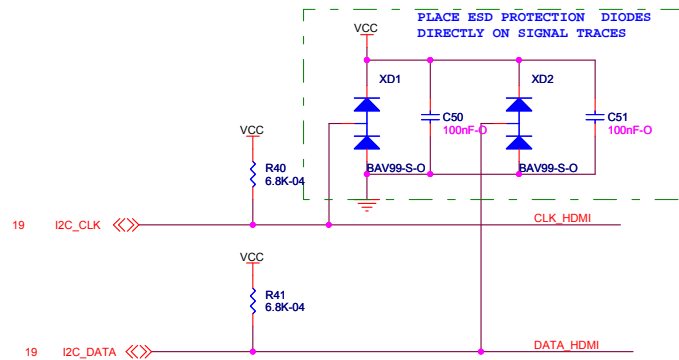 PLACE ESD PROTECTION DIODES
DIRECTLY ON SIGNAL TRACES
VCC
XD1
XD2
C50
100nF-O
C51
100nF-O
VCC
BAV99-S-O
BAV99-S-O
R40
6.8K-04
19 I2C_CLK
CLK_HDMI
VCC
R41
6.8K-04
19 I2C_DATA
DATA_HDMI